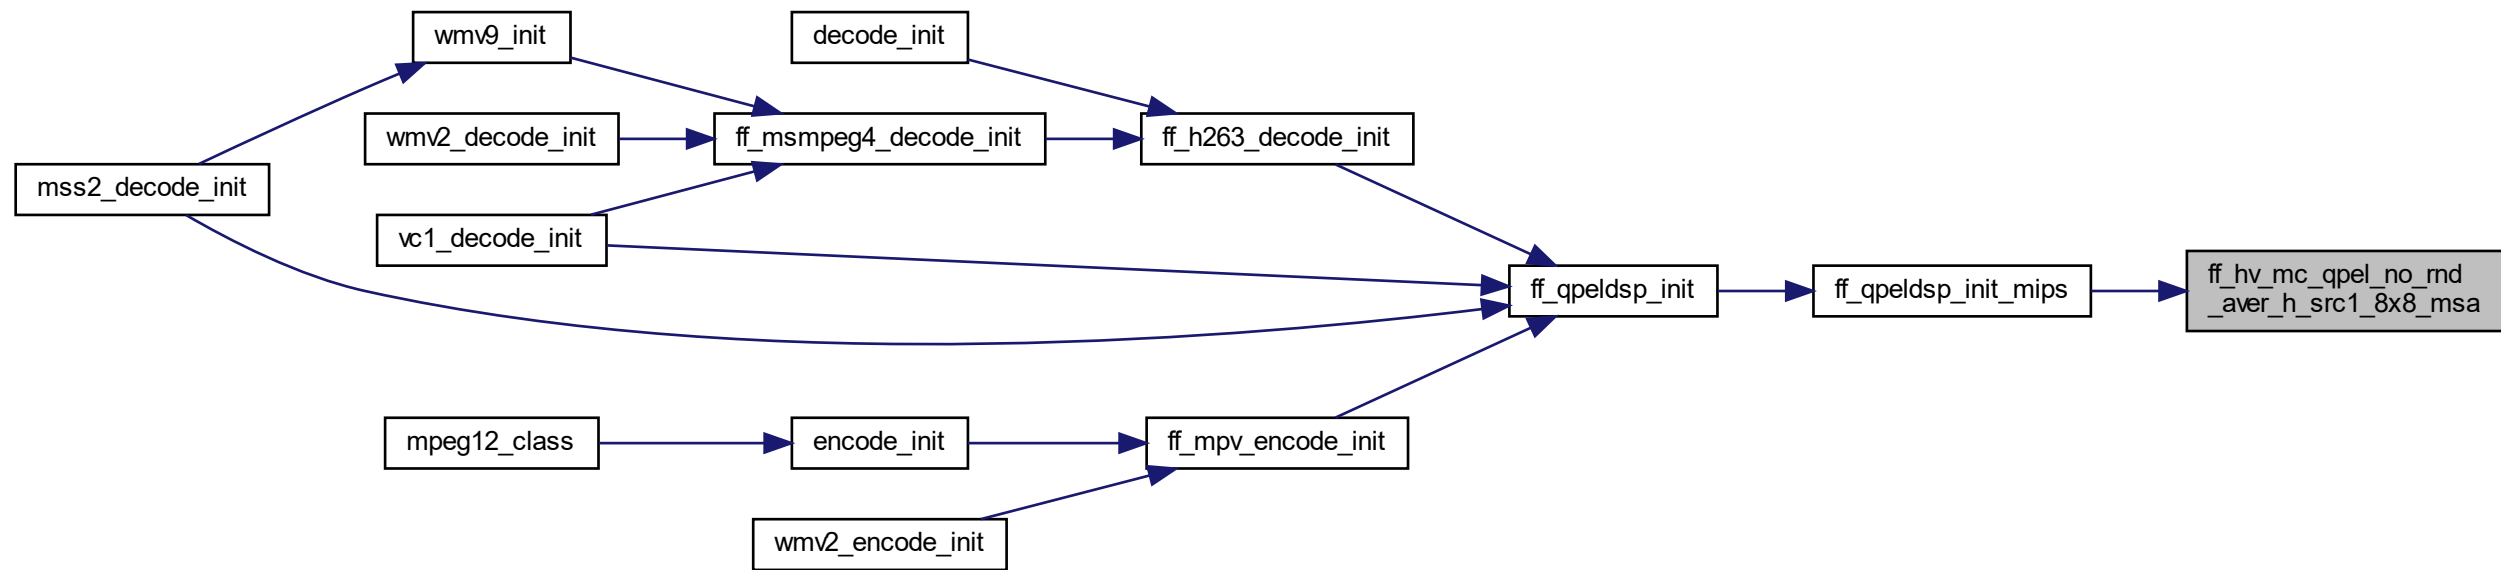 wmv9_init
decode_init
wmv2_decode_init
ff_msmpeg4_decode_init
ff_h263_decode_init
mss2_decode_init
vc1_decode_init
ff_qpeldsp_init
ff_qpeldsp_init_mips
ff_hv_mc_qpel_no_rnd
_aver_h_src1_8x8_msa
mpeg12_class
encode_init
ff_mpv_encode_init
wmv2_encode_init